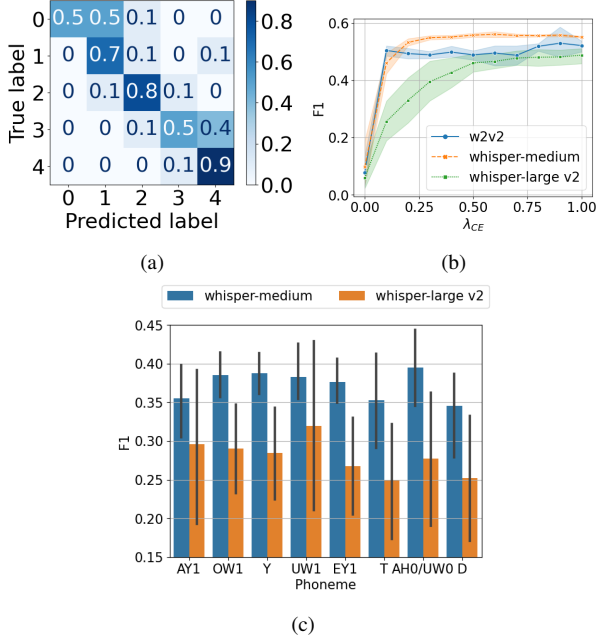 True label
0
1
2
3
4
0.5 0.5 0.1 0 0
0 0.7 0.1 0 0.1
0 0.1 0.8 0.1 0
0 0 0.1 0.5 0.4
0 0 0 0.1 0.9
0 1 2 3 4
Predicted label
0.8
0.6
0.4
0.2
0.0
(a)
F1
0.6
0.4
0.2
0.0
w2v2
whisper-medium
whisper-large v2
0.00 0.25 0.50 0.75 1.00
λCE
(b)
whisper-medium whisper-large v2
F1
0.45
0.40
0.35
0.30
0.25
0.20
0.15
AY1 OW1 Y UW1 EY1 T AH0/UW0 D
Phoneme
(c)